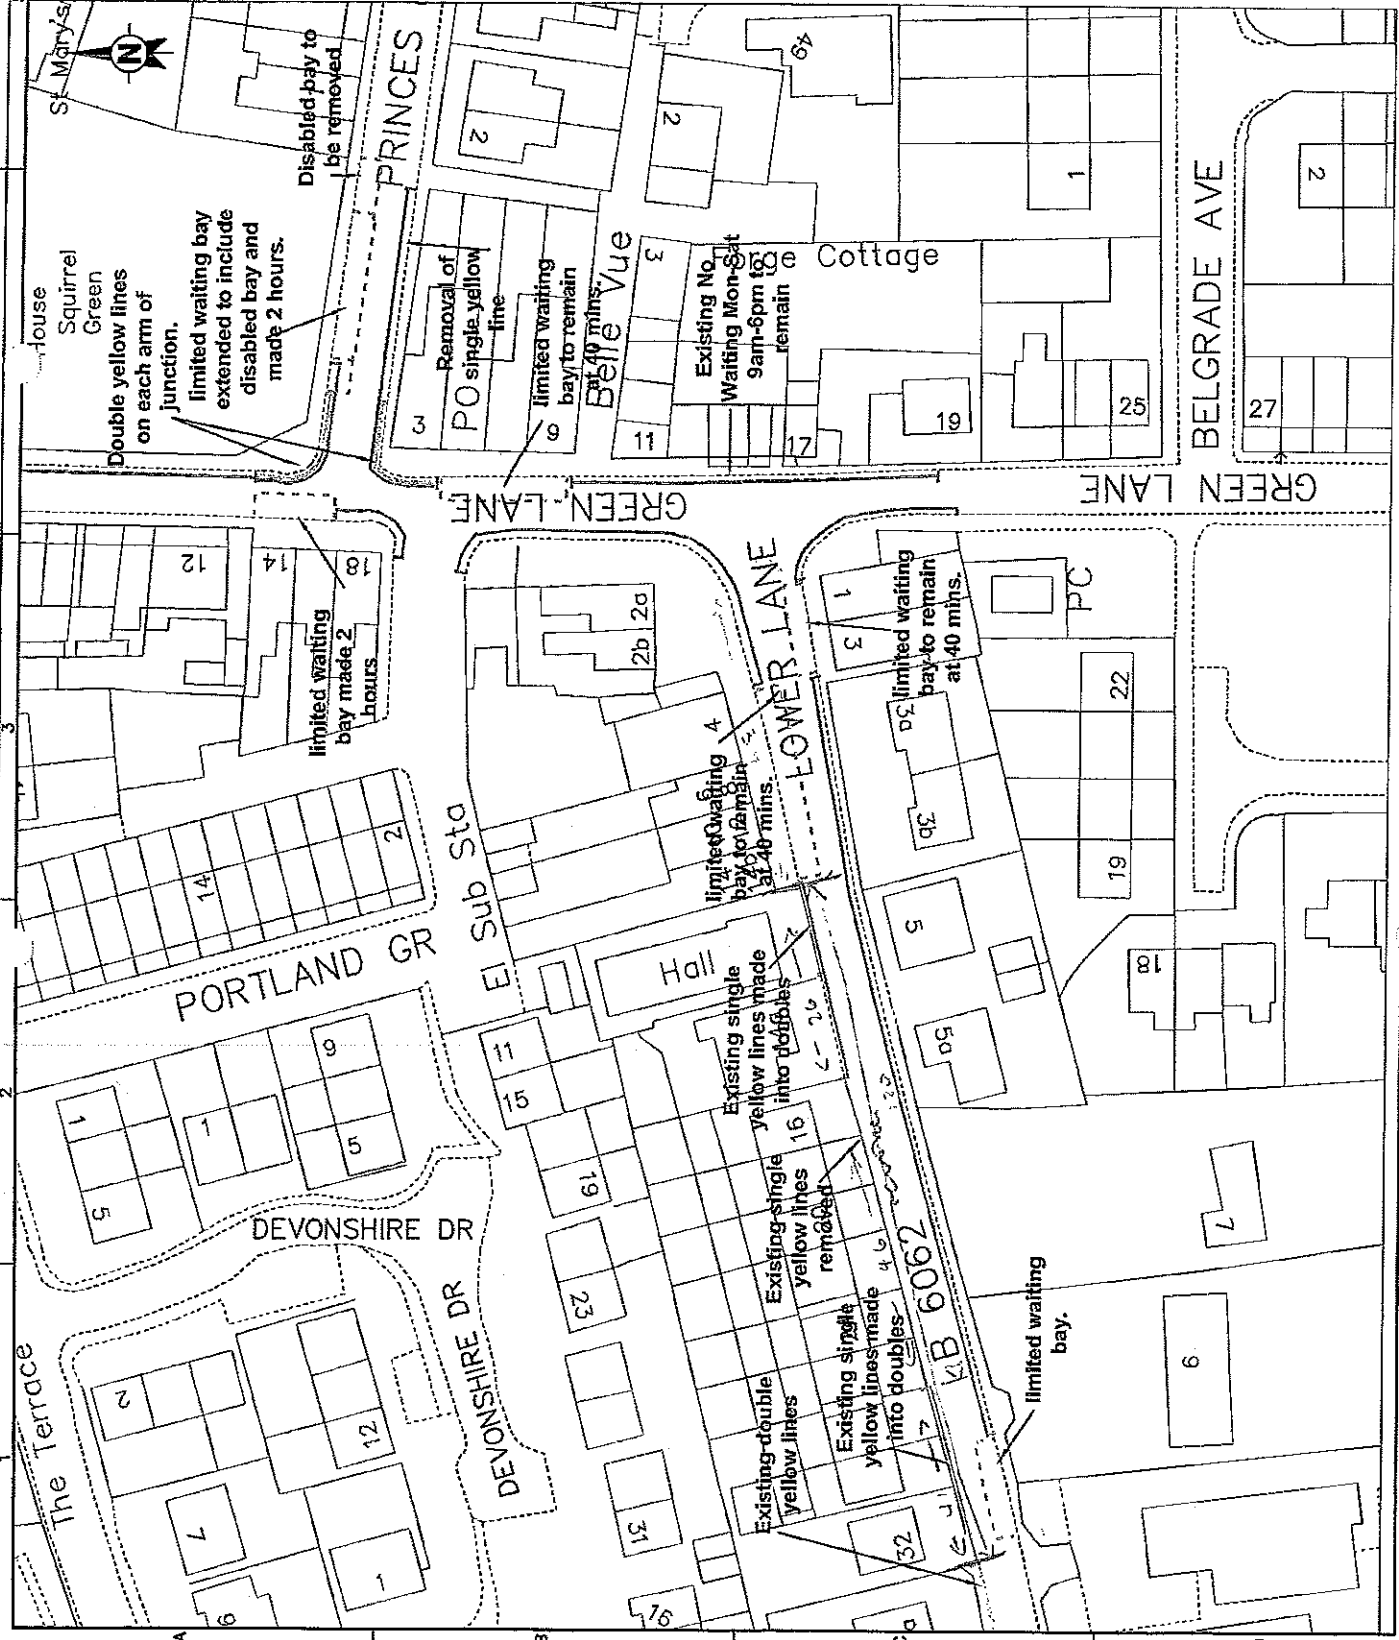 St Mary's
N
House
Squirrel
Green
Disabled bay to
be removed
PRINCES
Double yellow lines
on each arm of
junction.
limited waiting bay
extended to include
disabled bay and
made 2 hours.
2
2
49
Removal of
single yellow
line
PO
3
9
limited waiting
bay to remain
at 40 mins.
Belle Vue
3
11
Existing No
Waiting Mon-Sat
9am-6pm to
remain
Forge Cottage
17
19
25
1
BELGRADE AVE
27
2
GREEN LANE
GREEN LANE
12
14
18
limited waiting
bay made 2
hours
2a
2b
LOWER LANE
1
3
limited waiting
bay to remain
at 40 mins.
PC
3a
3b
22
19
4
limited waiting
bay to remain
at 40 mins.
3
14
2
El Sub Sta
PORTLAND GR
Hall
5
5a
18
Existing single
yellow lines made
into doubles
2
1
5
1
9
5
11
15
19
23
31
16
DEVONSHIRE DR
DEVONSHIRE DR
The Terrace
2
12
7
1
9
16
Existing single
yellow lines
removed
Existing single
yellow lines made
into doubles
B 6062
Existing double
yellow lines
32
limited waiting
bay.
7
9
1